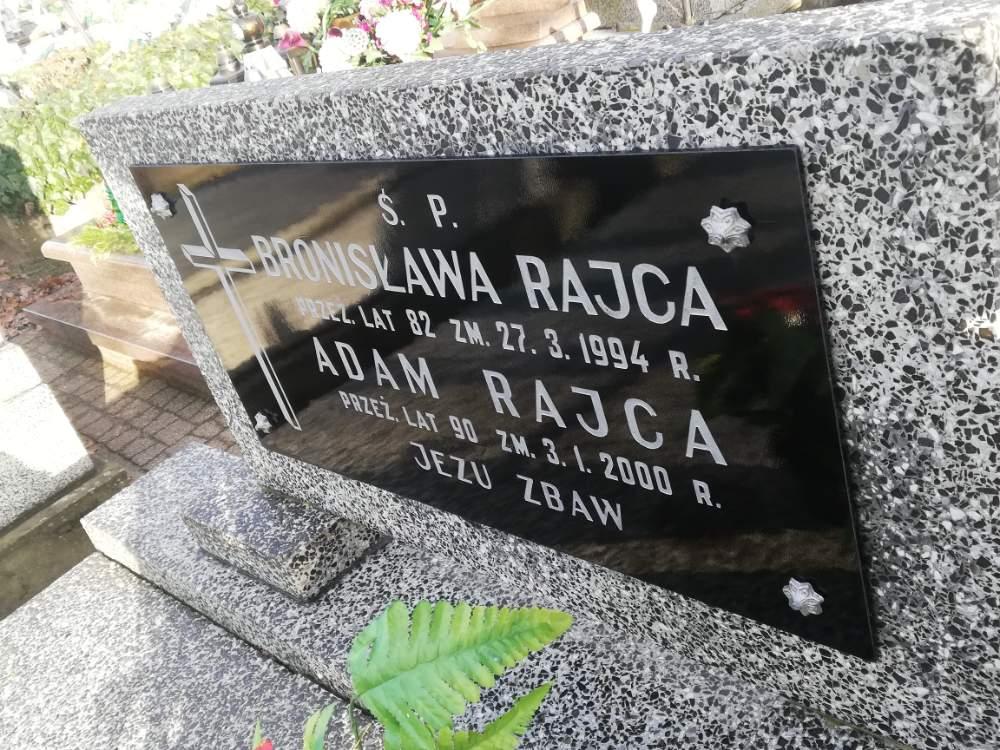 Ś. P.
BRONISŁAWA RAJCA
PRZEŻ. LAT 82 ZM. 27. 3. 1994 R.
ADAM RAJCA
PRZEŻ. LAT 90 ZM. 3. I. 2000 R.
JEZU ZBAW